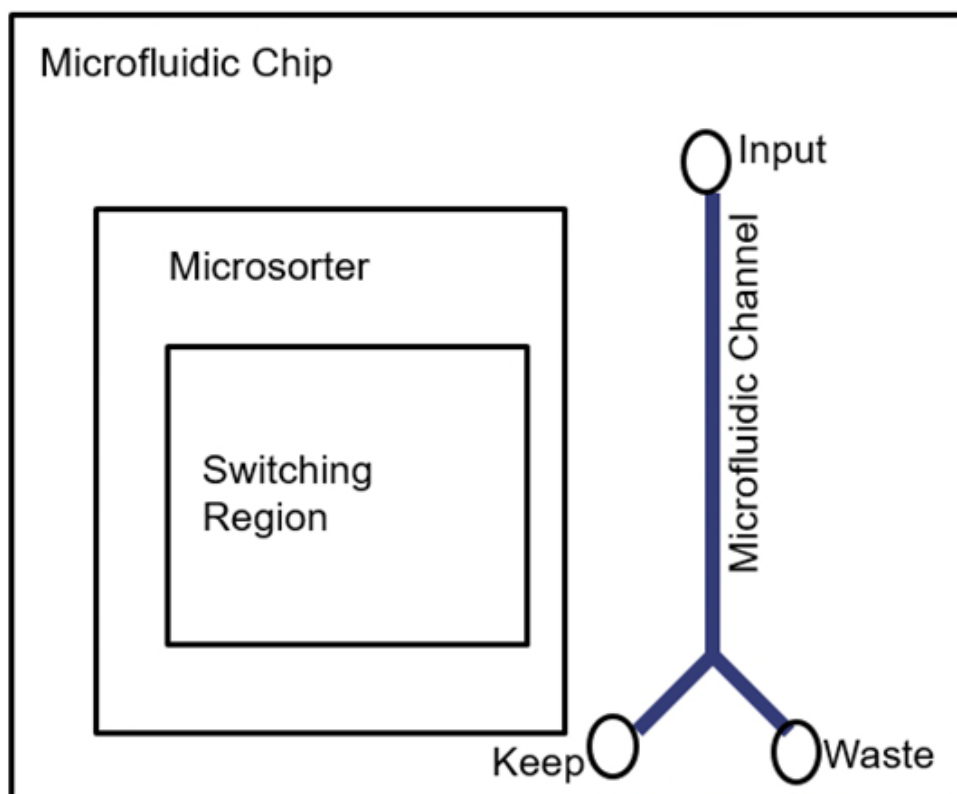 Microfluidic Chip
Input
Microsorter
Microfluidic Channel
Switching
Region
Keep
Waste